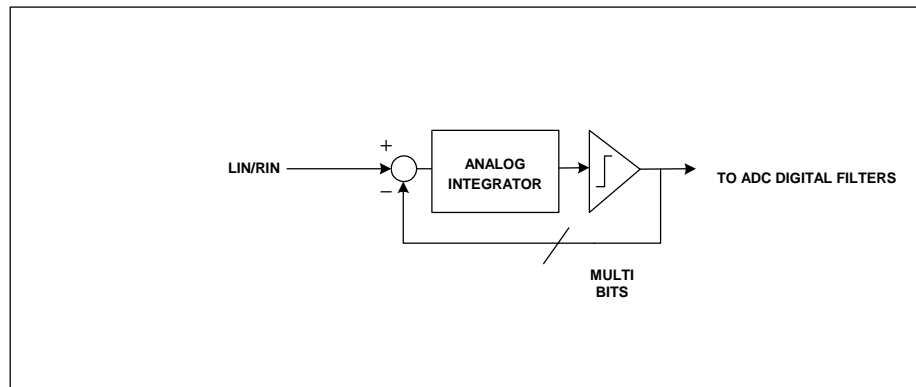 +
LIN/RIN
ANALOG
INTEGRATOR
TO ADC DIGITAL FILTERS
−
MULTI
BITS